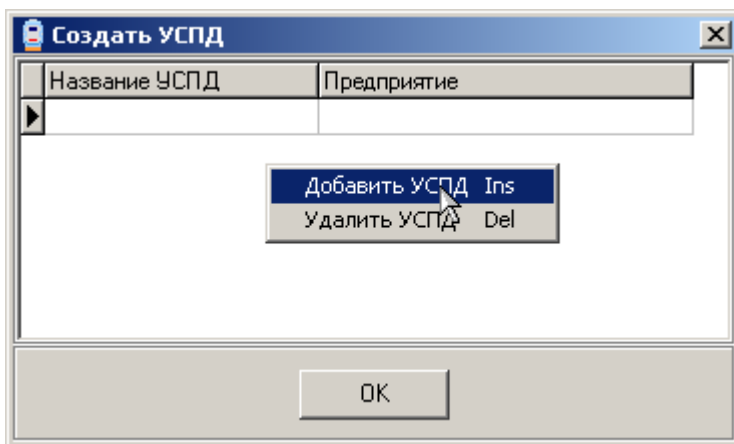 Создать УСПД
Название УСПД Предприятие
Добавить УСПД Ins
Удалить УСПД Del
OK